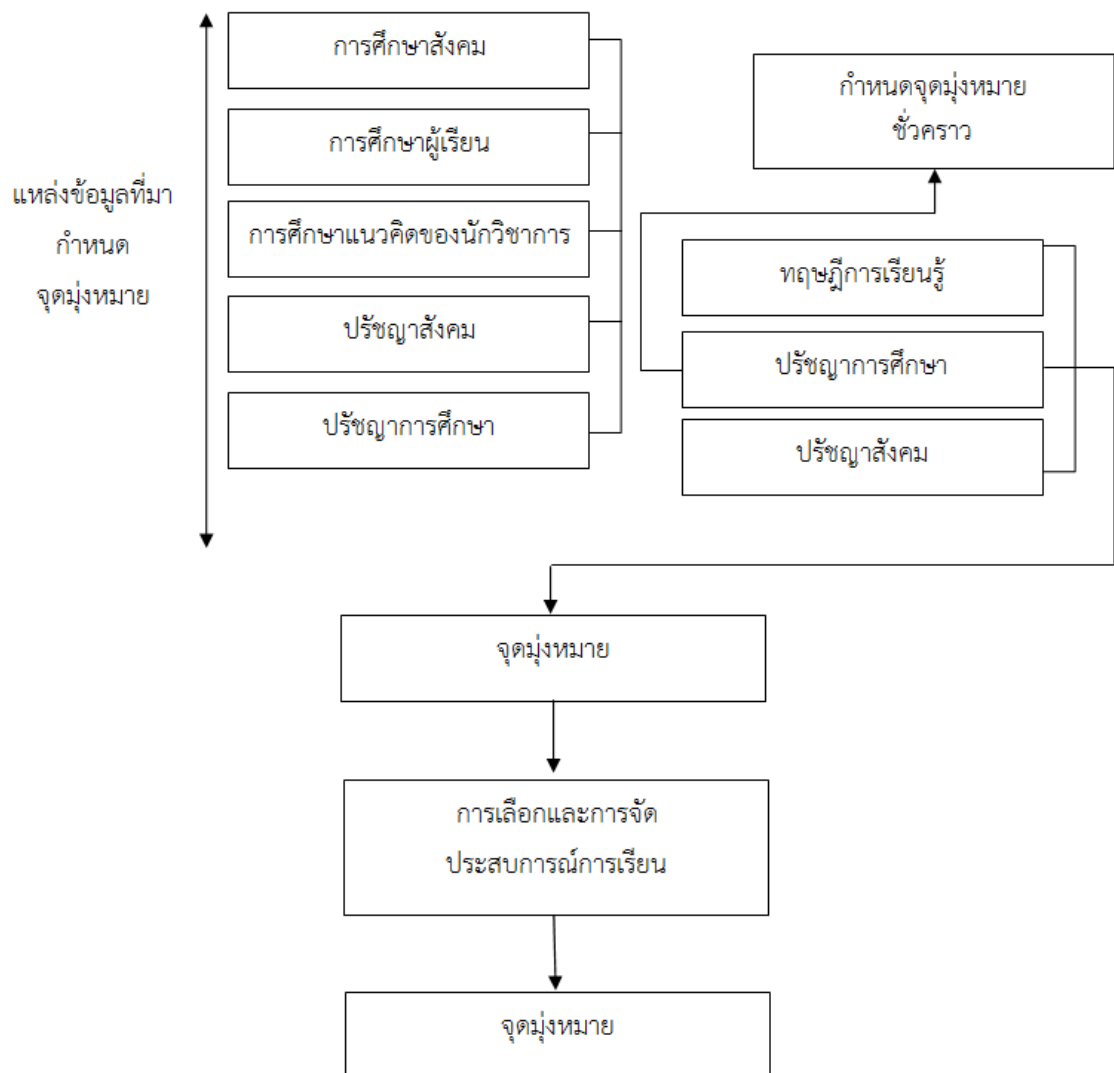 แหล่งข้อมูลที่มา
กำหนด
จุดมุ่งหมาย
การศึกษาสังคม
การศึกษาผู้เรียน
การศึกษาแนวคิดของนักวิชาการ
ปรัชญาสังคม
ปรัชญาการศึกษา
กำหนดจุดมุ่งหมาย
ชั่วคราว
ทฤษฎีการเรียนรู้
ปรัชญาการศึกษา
ปรัชญาสังคม
จุดมุ่งหมาย
การเลือกและการจัด
ประสบการณ์การเรียน
จุดมุ่งหมาย